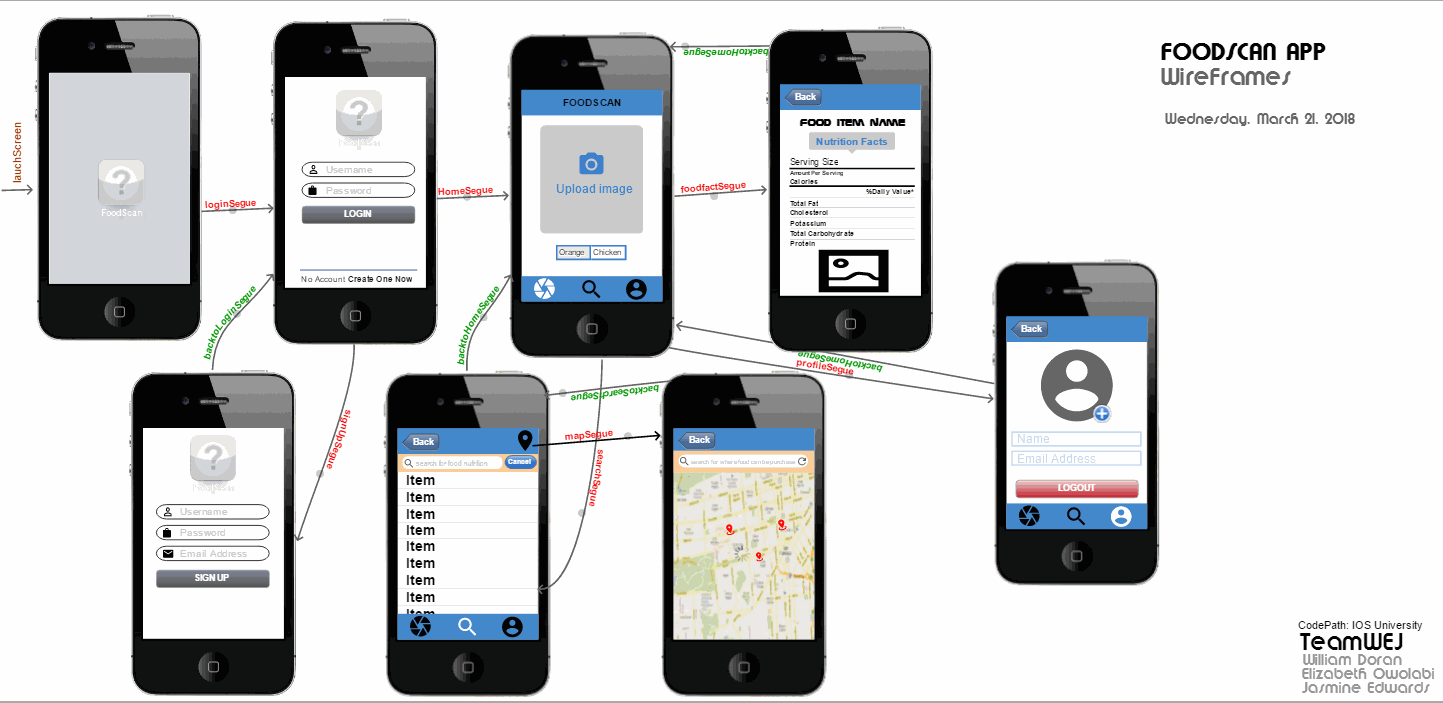 FOODSCAN APP
WireFrames
Wednesday, March 21, 2018
lauchScreen
FoodScan
loginSegue
Username
Password
LOGIN
No Account Create One Now
HomeSegue
FOODSCAN
Upload image
Orange
Chicken
foodfactSegue
backtoHomeSegue
Back
FOOD ITEM NAME
Nutrition Facts
Serving Size
Amount Per Serving
Calories
%Daily Value*
Total Fat
Cholesterol
Potassium
Total Carbohydrate
Protein
backtoLoginSegue
signUpSegue
backtoHomeSegue
backtoHomeSegue
profileSegue
Back
Name
Email Address
LOGOUT
Username
Password
Email Address
SIGN UP
backtoSearchSegue
mapSegue
searchSegue
Back
search for food nutrition
Cancel
Item
Item
Item
Item
Item
Item
Item
Item
Item
Back
search for where food can be purchase
CodePath: IOS University
TeamWEJ
William Doran
Elizabeth Owolabi
Jasmine Edwards